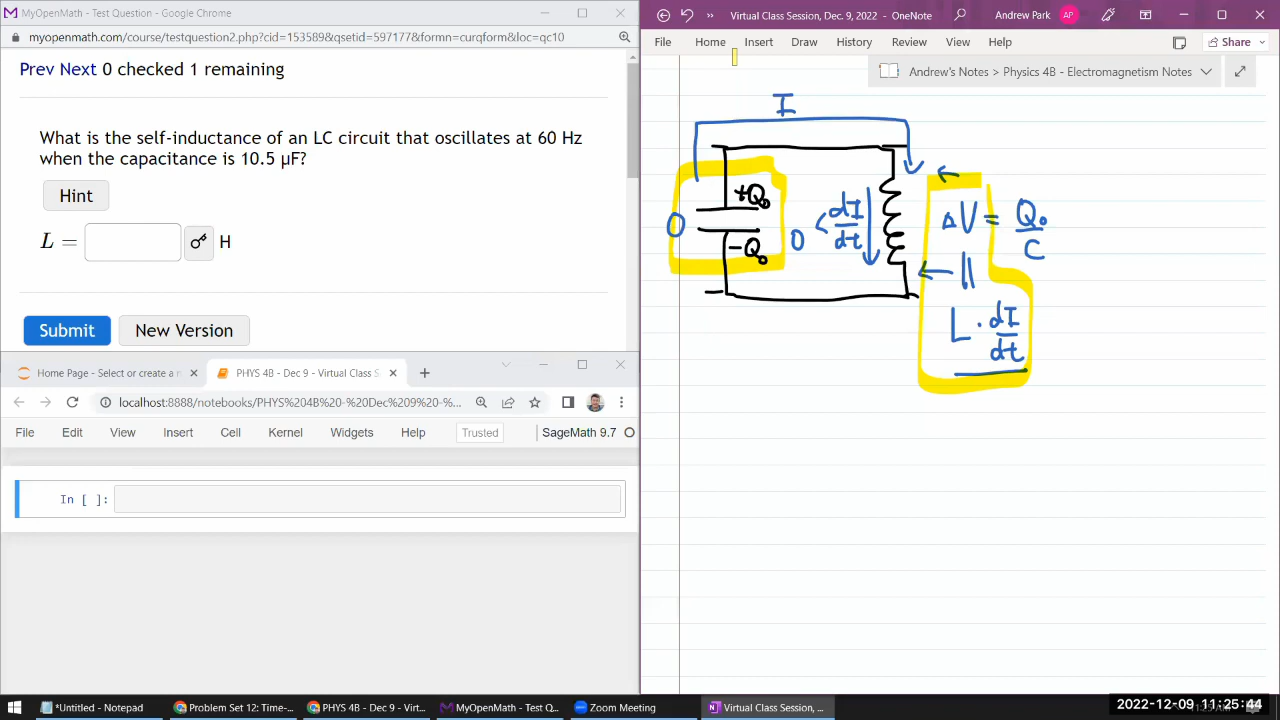 MyOpenMath - Test Question - Google Chrome
myopenmath.com/course/testquestion2.php?cid=153589&qsetid=597177&formn=curqform&loc=qc10
Prev Next 0 checked 1 remaining
What is the self-inductance of an LC circuit that oscillates at 60 Hz
when the capacitance is 10.5 μF?
Hint
L = H
Submit New Version
Home Page - Select or create a n
PHYS 4B - Dec 9 - Virtual Class S
localhost:8888/notebooks/PHYS%204B%20-%20Dec%209%20-%...
File Edit View Insert Cell Kernel Widgets Help Trusted SageMath 9.7
In [ ]:
Virtual Class Session, Dec. 9, 2022 - OneNote
Andrew Park AP
File Home Insert Draw History Review View Help Share
Andrew's Notes > Physics 4B - Electromagnetism Notes
I
+Q₀
0
-Q₀
0 < dI/dt
ΔV = Q₀/C
||
L · dI/dt
*Untitled - Notepad
Problem Set 12: Time-...
PHYS 4B - Dec 9 - Virt...
MyOpenMath - Test Q...
Zoom Meeting
Virtual Class Session,...
2022-12-09 11:25:44